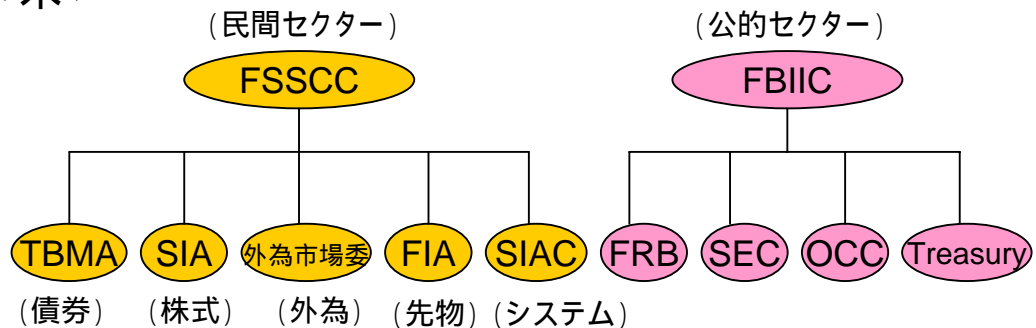 (民間セクター) (公的セクター)
FSSCC FBIIC
TBMA SIA 外為市場委 FIA SIAC FRB SEC OCC Treasury
(債券) (株式) (外為) (先物) (システム)